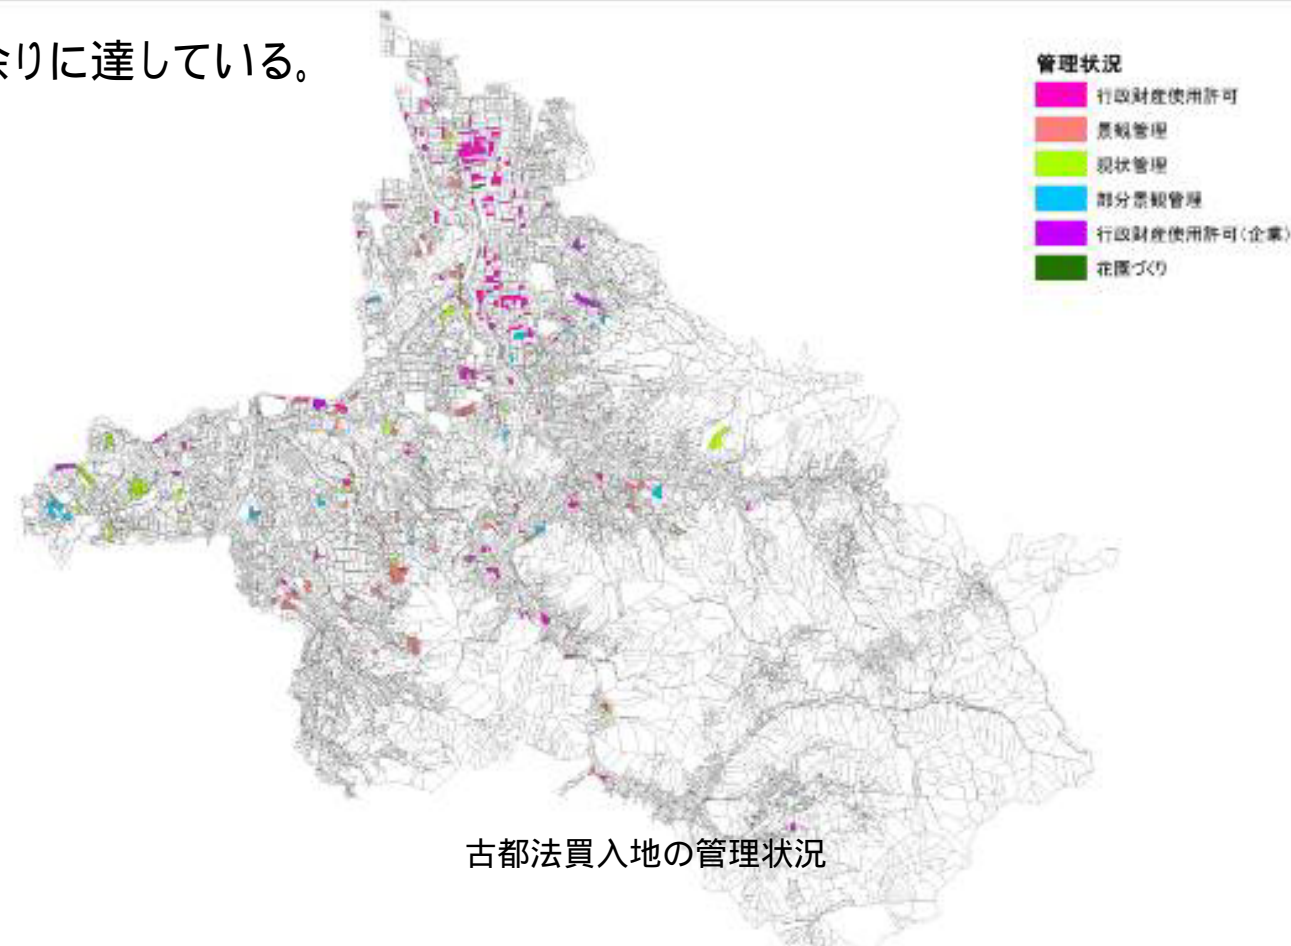 りに達している。
管理状況
行政財産使用許可
景観管理
現状管理
部分景観管理
行政財産使用許可(企業)
花園づくり
古都法買入地の管理状況